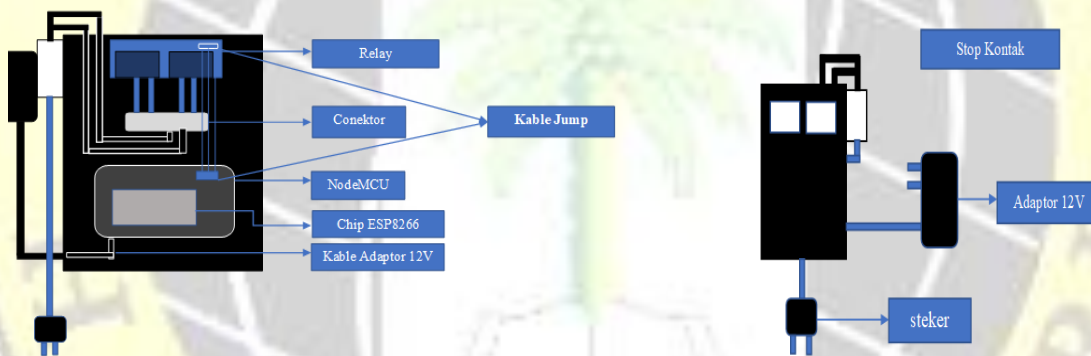 Relay
Conektor
Kable Jump
NodeMCU
Chip ESP8266
Kable Adaptor 12V
Stop Kontak
Adaptor 12V
steker